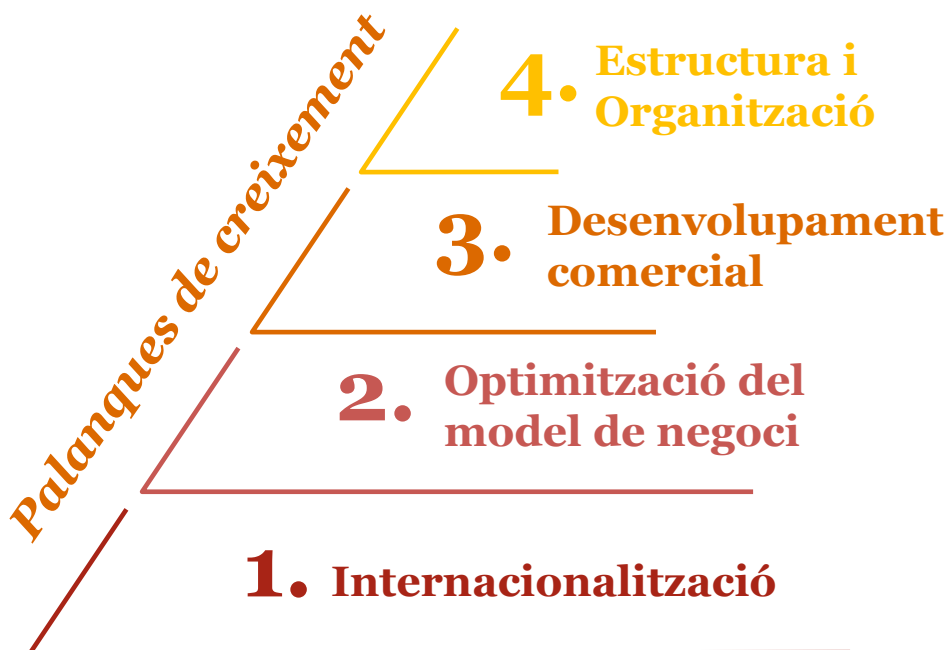 Palanques de creixement
4. Estructura i
Organització
3. Desenvolupament
comercial
2. Optimització del
model de negoci
1. Internacionalització